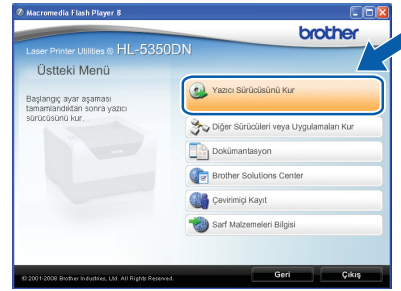 Macromedia Flash Player 8
brother
Laser Printer Utilities ® HL-5350DN
Üstteki Menü
Başlangıç ayar aşaması
tamamlandıktan sonra yazıcı
sürücüsünü kur.
Yazıcı Sürücüsünü Kur
Diğer Sürücüleri veya Uygulamaları Kur
Dokümantasyon
Brother Solutions Center
Çevirimiçi Kayıt
Sarf Malzemeleri Bilgisi
© 2001-2008 Brother Industries, Ltd. All Rights Reserved.
Geri
Çıkış